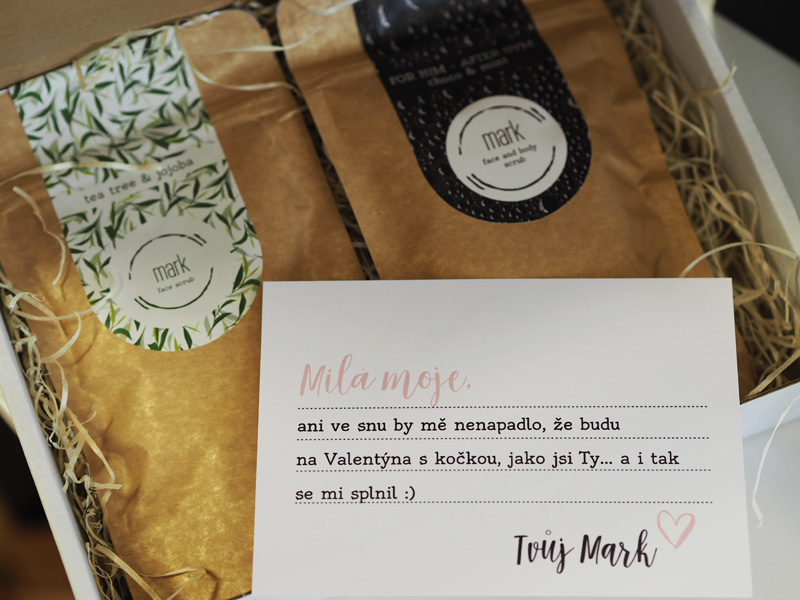 FOR HIM AFTER GYM
choco & mint
mark
face and body
scrub
tea tree & jojoba
mark
face scrub
Milá moje,
ani ve snu by mě nenapadlo, že budu
na Valentýna s kočkou, jako jsi Ty... a i tak
se mi splnil :)
Tvůj Mark